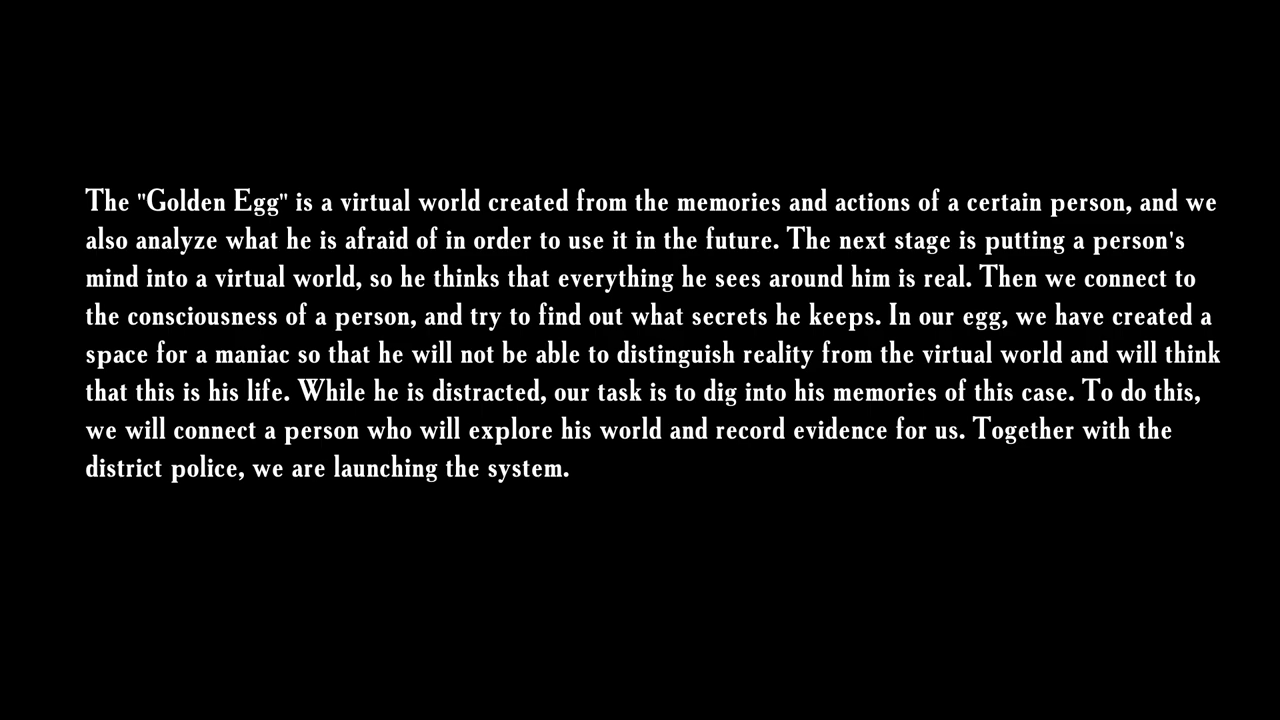 The "Golden Egg" is a virtual world created from the memories and actions of a certain person, and we
also analyze what he is afraid of in order to use it in the future. The next stage is putting a person's
mind into a virtual world, so he thinks that everything he sees around him is real. Then we connect to
the consciousness of a person, and try to find out what secrets he keeps. In our egg, we have created a
space for a maniac so that he will not be able to distinguish reality from the virtual world and will think
that this is his life. While he is distracted, our task is to dig into his memories of this case. To do this,
we will connect a person who will explore his world and record evidence for us. Together with the
district police, we are launching the system.